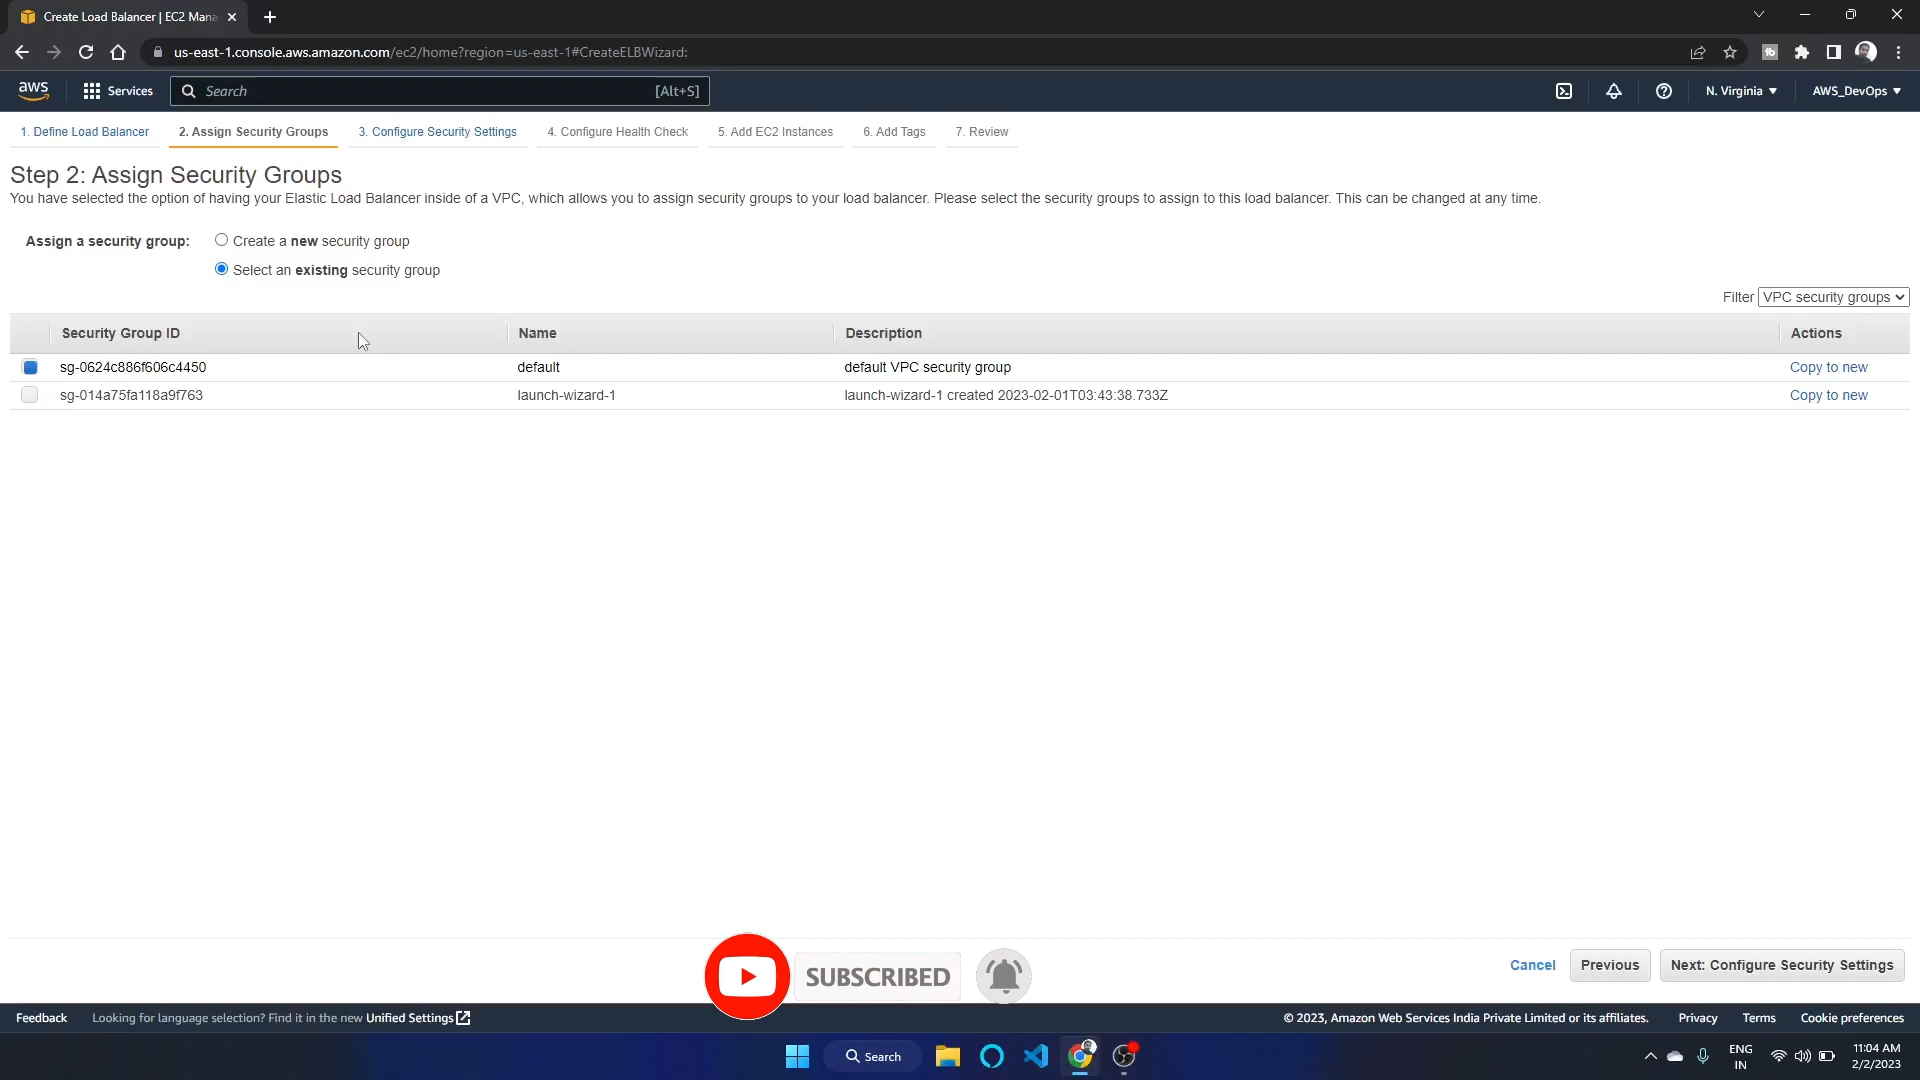 Create Load Balancer | EC2 Mana
us-east-1.console.aws.amazon.com/ec2/home?region=us-east-1#CreateELBWizard:
aws
Services
Search
[Alt+S]
N. Virginia
AWS_DevOps
1. Define Load Balancer
2. Assign Security Groups
3. Configure Security Settings
4. Configure Health Check
5. Add EC2 Instances
6. Add Tags
7. Review
Step 2: Assign Security Groups
You have selected the option of having your Elastic Load Balancer inside of a VPC, which allows you to assign security groups to your load balancer. Please select the security groups to assign to this load balancer. This can be changed at any time.
Assign a security group:
Create a new security group
Select an existing security group
Filter VPC security groups
Security Group ID Name Description Actions
sg-0624c886f606c4450 default default VPC security group Copy to new
sg-014a75fa118a9f763 launch-wizard-1 launch-wizard-1 created 2023-02-01T03:43:38.733Z Copy to new
SUBSCRIBED
Cancel
Previous
Next: Configure Security Settings
Feedback
Looking for language selection? Find it in the new Unified Settings
© 2023, Amazon Web Services India Private Limited or its affiliates.
Privacy
Terms
Cookie preferences
Search
ENG
IN
11:04 AM
2/2/2023